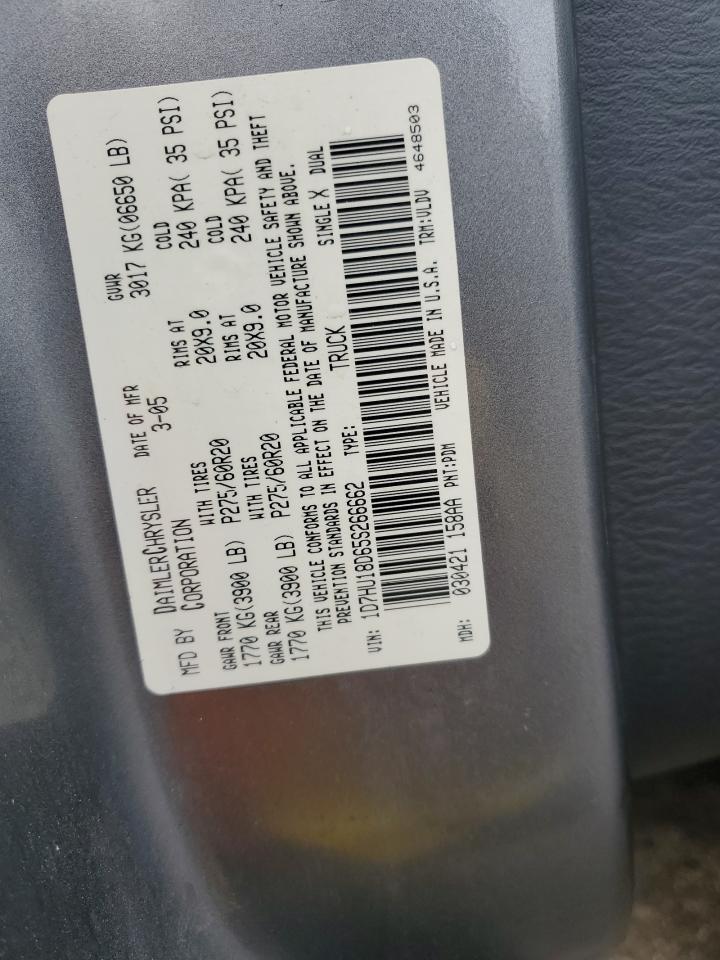 MFD BY DAIMLERCHRYSLER CORPORATION
DATE OF MFR 3-05
GVWR 3017 KG(06650 LB)
GAWR FRONT WITH TIRES RIMS AT COLD
1770 KG(3900 LB) P275/60R20 20X9.0 240 KPA( 35 PSI)
GAWR REAR WITH TIRES RIMS AT COLD
1770 KG(3900 LB) P275/60R20 20X9.0 240 KPA( 35 PSI)
THIS VEHICLE CONFORMS TO ALL APPLICABLE FEDERAL MOTOR VEHICLE SAFETY AND THEFT
PREVENTION STANDARDS IN EFFECT ON THE DATE OF MANUFACTURE SHOWN ABOVE.
VIN: 1D7HU18D65S266662 TYPE: TRUCK SINGLE X DUAL
MDH: 030421 158AA PNT:PDM VEHICLE MADE IN U.S.A. TRM:VLDV 4648503